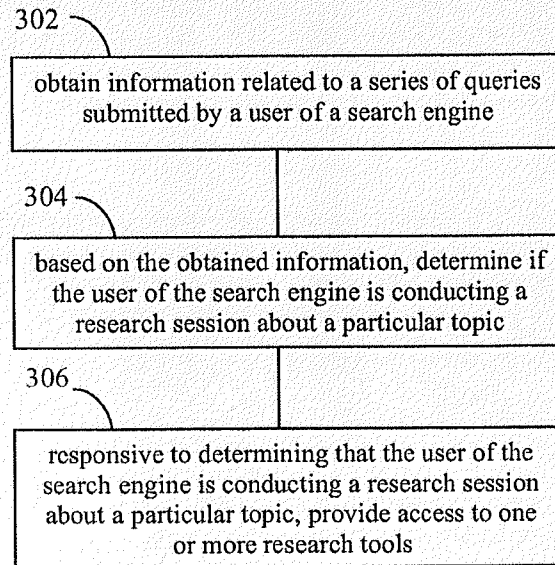 302
obtain information related to a series of queries
submitted by a user of a search engine
304
based on the obtained information, determine if
the user of the search engine is conducting a
research session about a particular topic
306
responsive to determining that the user of the
search engine is conducting a research session
about a particular topic, provide access to one
or more research tools